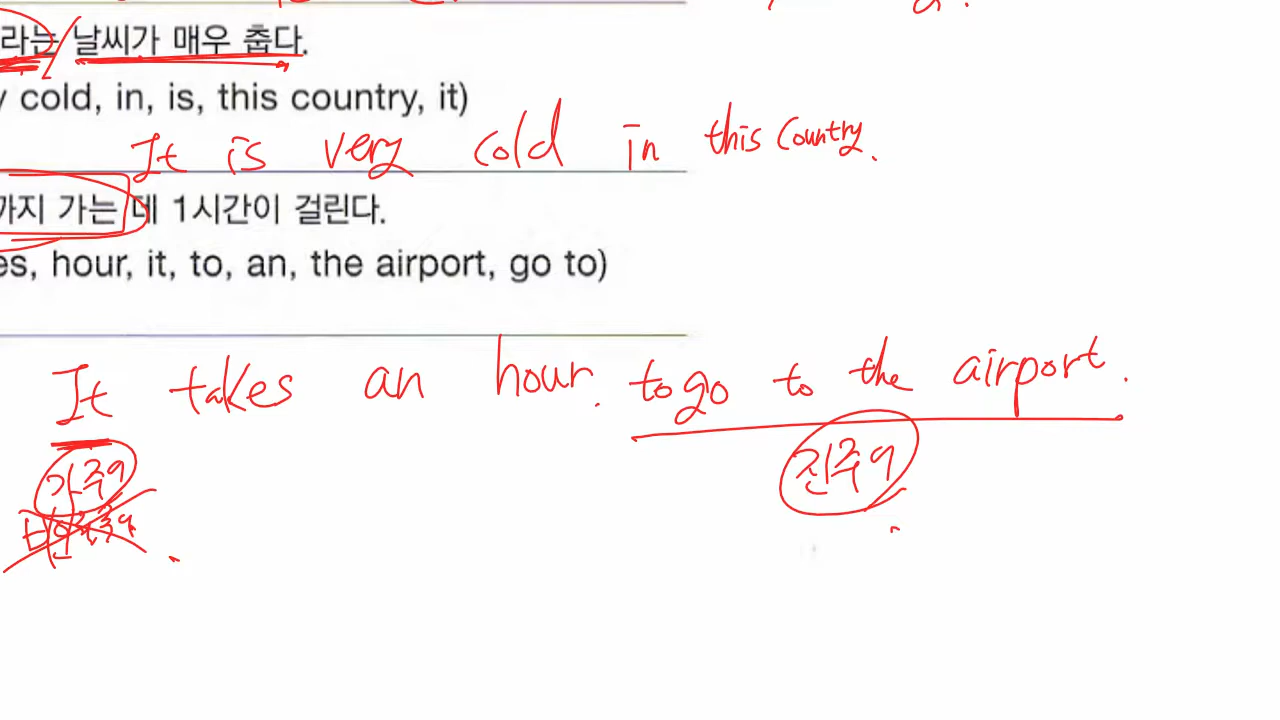 라는 날씨가 매우 춥다.
cold, in, is, this country, it)
It is very cold in this country.
까지 가는 데 1시간이 걸린다.
es, hour, it, to, an, the airport, go to)
It takes an hour. to go to the airport.
가주어 진주어